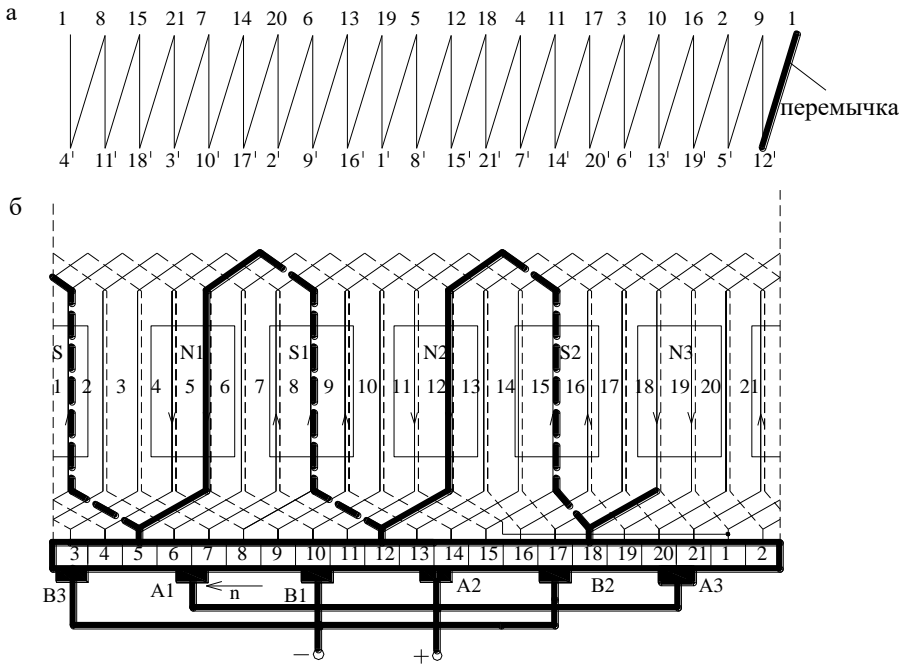 а
1 8 15 21 7 14 20 6 13 19 5 12 18 4 11 17 3 10 16 2 9 1
перемычка
4' 11' 18' 3' 10' 17' 2' 9' 16' 1' 8' 15' 21' 7' 14' 20' 6' 13' 19' 5' 12'
б
S N1 S1 N2 S2 N3
1 2 3 4 5 6 7 8 9 10 11 12 13 14 15 16 17 18 19 20 21
3 4 5 6 7 8 9 10 11 12 13 14 15 16 17 18 19 20 21 1 2
B3 A1 n B1 A2 B2 A3
− +